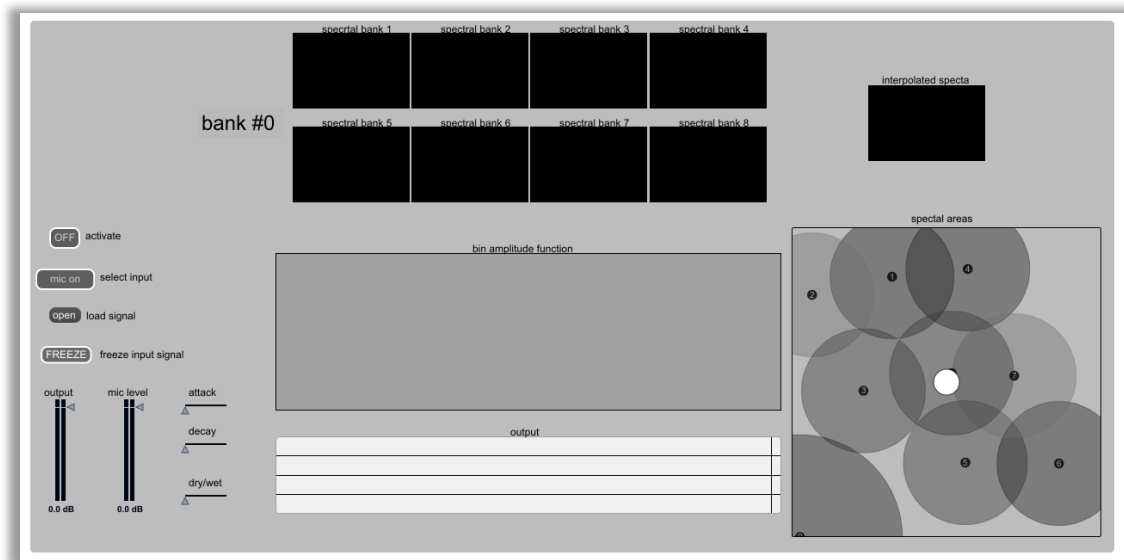 specrtal bank 1
spectral bank 2
spectral bank 3
spectral bank 4
interpolated specta
bank #0
spectral bank 5
spectral bank 6
spectral bank 7
spectral bank 8
spectal areas
OFF
activate
bin amplitude function
mic on
select input
open
load signal
FREEZE
freeze input signal
output
mic level
attack
decay
dry/wet
0.0 dB
0.0 dB
output
1
4
2
7
3
5
6